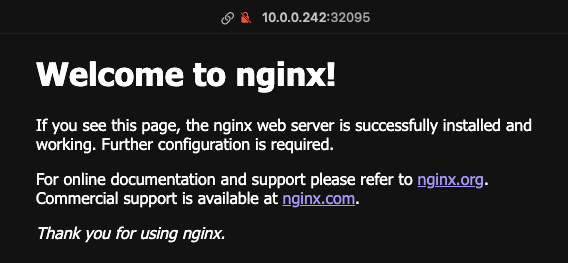 10.0.0.242:32095
Welcome to nginx!
If you see this page, the nginx web server is successfully installed and
working. Further configuration is required.
For online documentation and support please refer to nginx.org.
Commercial support is available at nginx.com.
Thank you for using nginx.